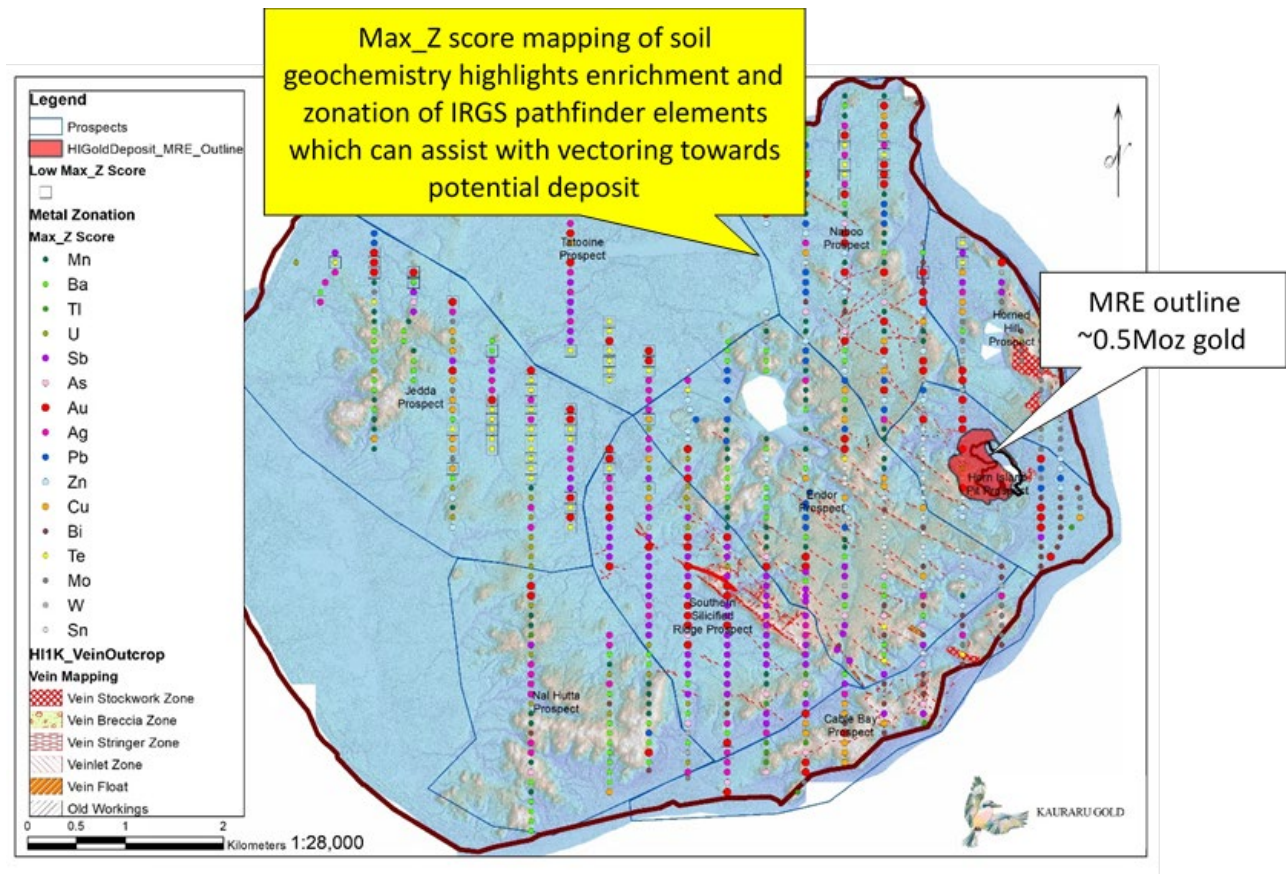 Max_Z score mapping of soil
geochemistry highlights enrichment and
zonation of IRGS pathfinder elements
which can assist with vectoring towards
potential deposit
Legend
Prospects
HIGoldDeposit_MRE_Outline
Low Max_Z Score
Metal Zonation
Max_Z Score
Mn
Ba
Tl
U
Sb
As
Au
Ag
Pb
Zn
Cu
Bi
Te
Mo
W
Sn
HI1K_VeinOutcrop
Vein Mapping
Vein Stockwork Zone
Vein Breccia Zone
Vein Stringer Zone
Veinlet Zone
Vein Float
Old Workings
0 0.5 1 2
Kilometers 1:28,000
N
Tatooine
Prospect
Naboo
Prospect
Horned
Hill
Prospect
MRE outline
~0.5Moz gold
Jedda
Prospect
Horn Island
Pit Prospect
Endor
Prospect
Southern
Silicified
Ridge Prospect
Nal Hutta
Prospect
Cable Bay
Prospect
KAURARU GOLD